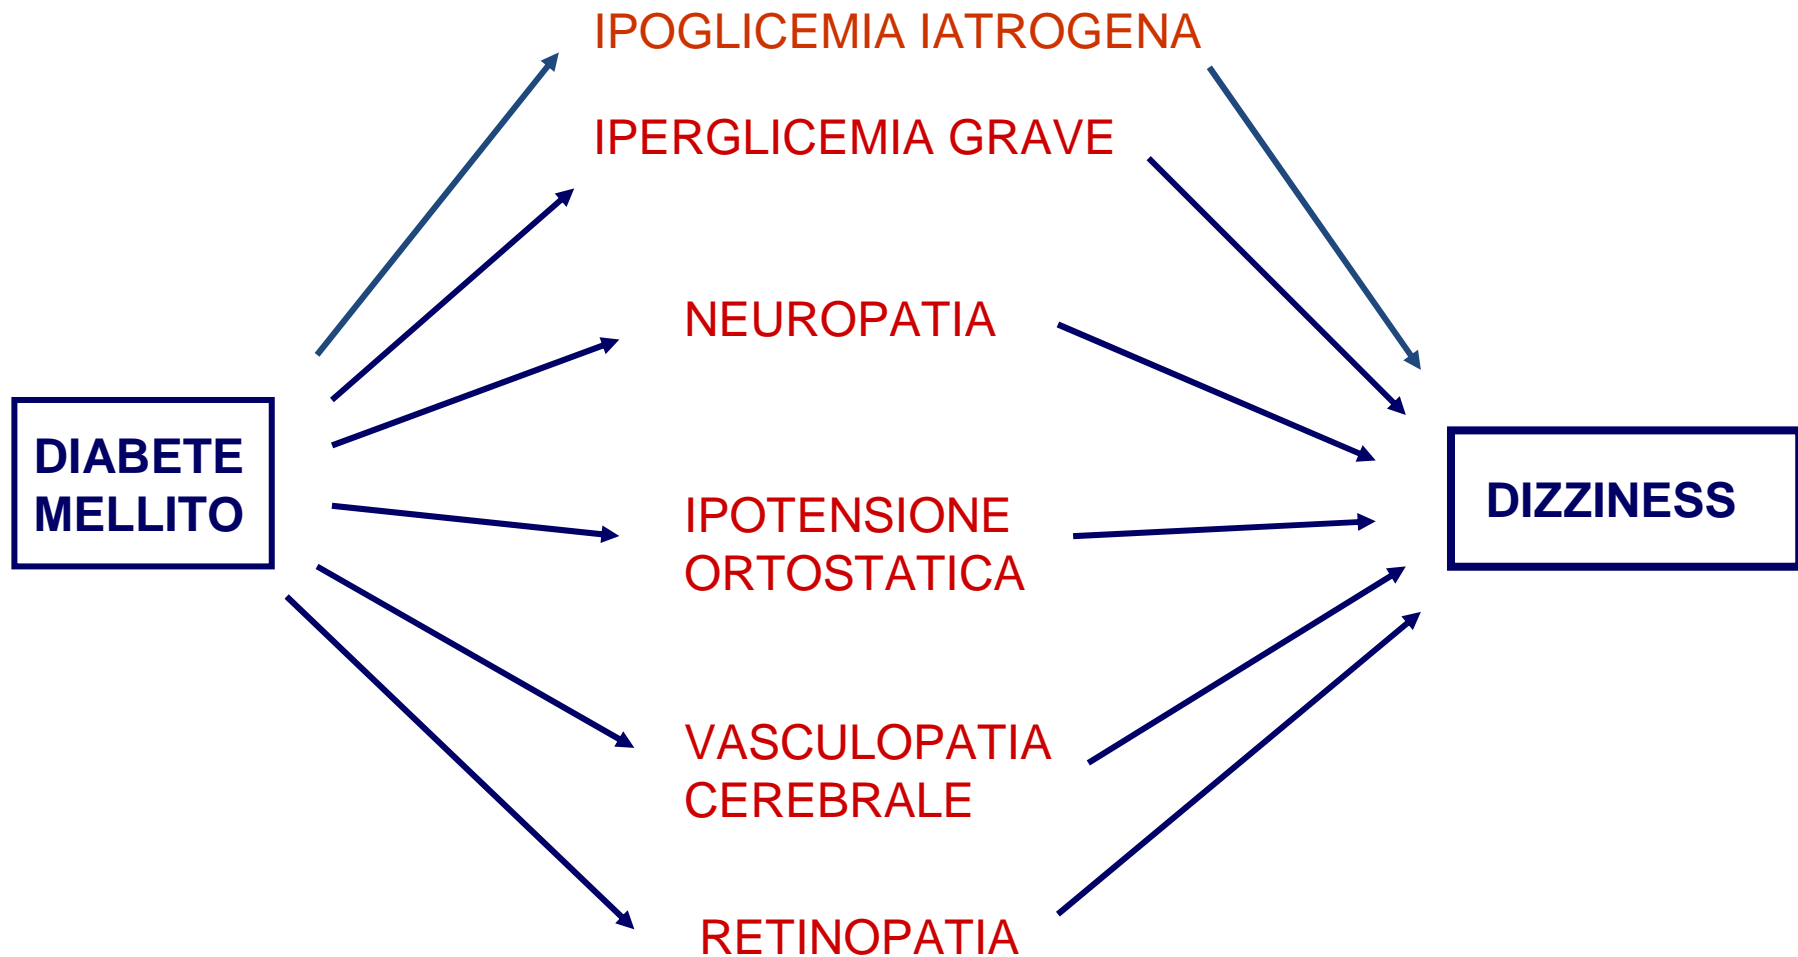 IPOGLICEMIA IATROGENA
IPERGLICEMIA GRAVE
NEUROPATIA
DIABETE
MELLITO
IPOTENSIONE
ORTOSTATICA
DIZZINESS
VASCULOPATIA
CEREBRALE
RETINOPATIA